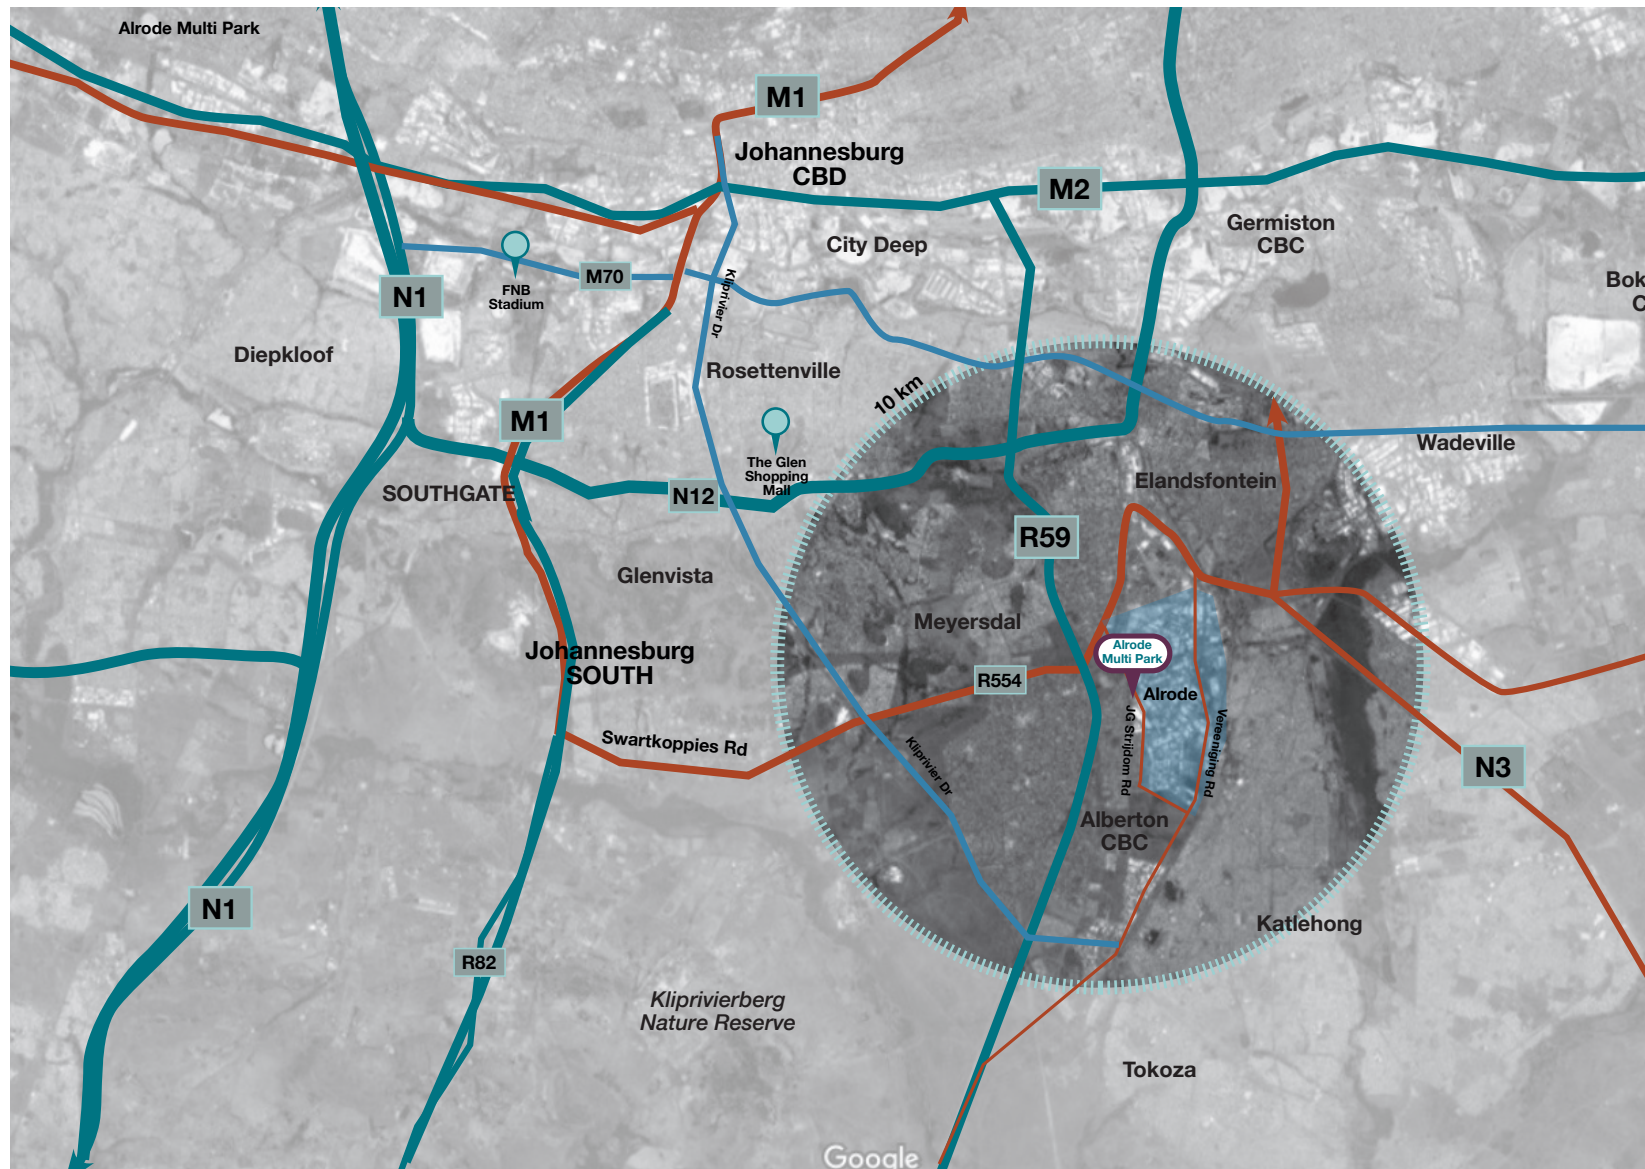 Alrode Multi Park
M1
Johannesburg
CBD
M2
Germiston
CBC
City Deep
M70
FNB
Stadium
N1
Kliprivier Dr
Bok
C
Diepkloof
Rosettenville
10 km
M1
The Glen
Shopping
Mall
Wadeville
SOUTHGATE
N12
Elandsfontein
R59
Glenvista
Meyersdal
Johannesburg
SOUTH
Alrode
Multi Park
R554
Alrode
JG Strijdom Rd
Vereeniging Rd
Swartkoppies Rd
Kliprivier Dr
N3
Alberton
CBC
N1
Katlehong
R82
Kliprivierberg
Nature Reserve
Tokoza
Google